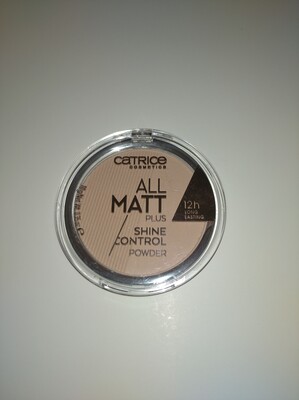 CATRICE
COSMETICS
ALL
MATT
PLUS
SHINE
CONTROL
POWDER
12h
LONG
LASTING